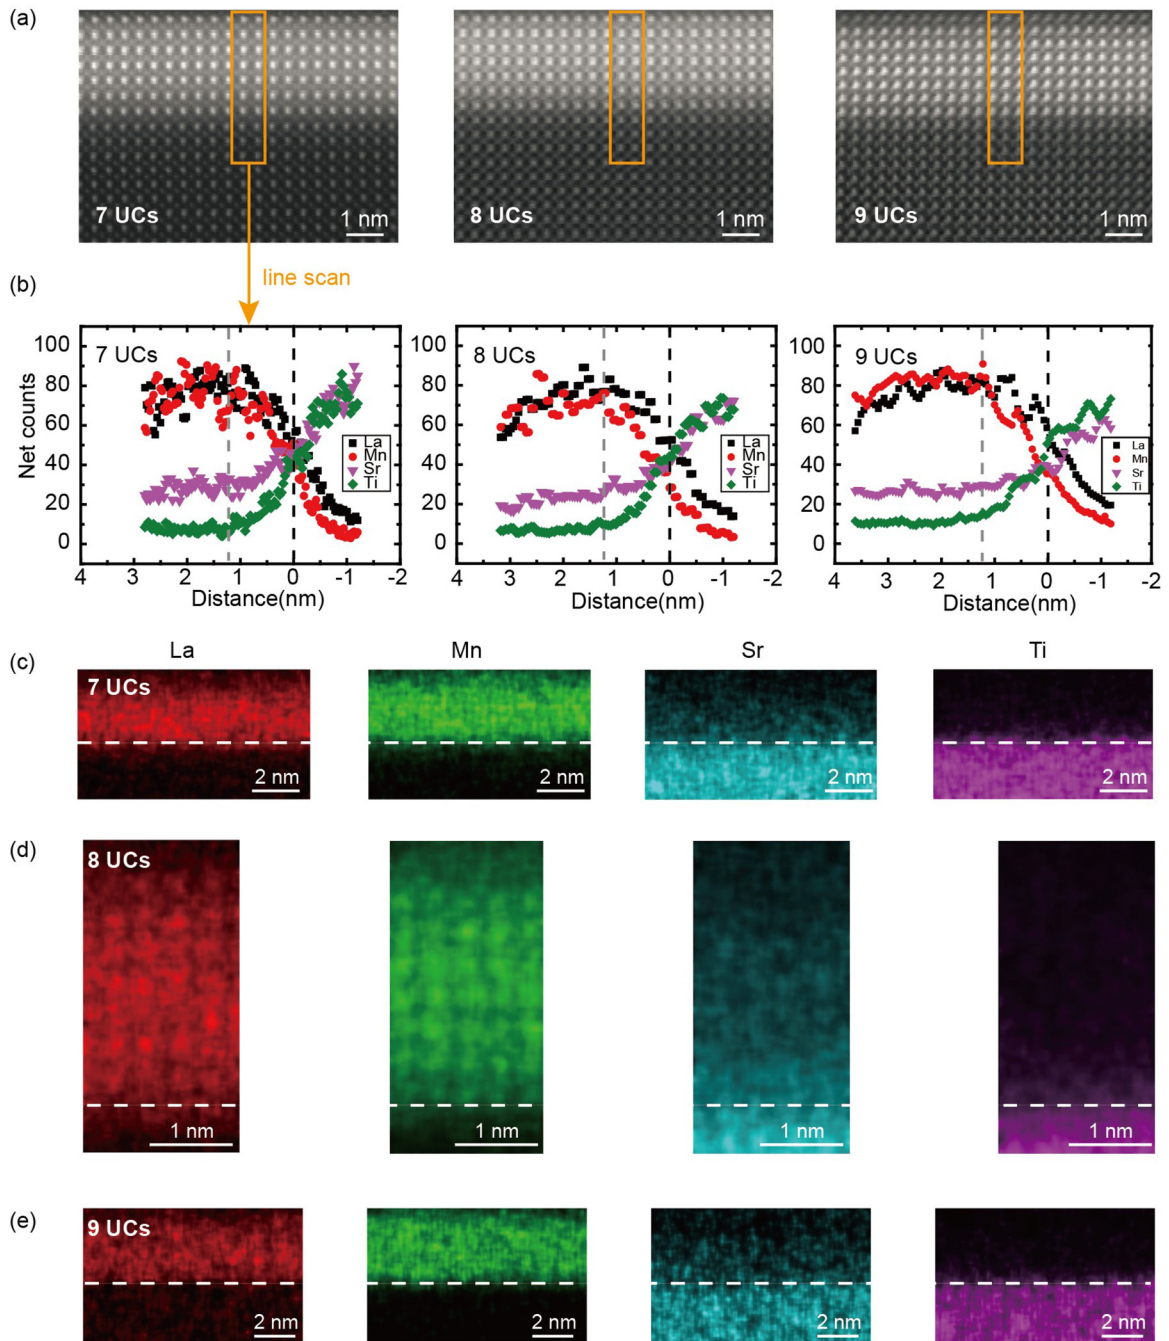 (a)
7 UCs
1 nm
8 UCs
1 nm
9 UCs
1 nm
line scan
(b)
Net counts
100
80
60
40
20
0
7 UCs
La
Mn
Sr
Ti
4 3 2 1 0 -1 -2
Distance(nm)
100
80
60
40
20
0
8 UCs
La
Mn
Sr
Ti
4 3 2 1 0 -1 -2
Distance(nm)
100
80
60
40
20
0
9 UCs
La
Mn
Sr
Ti
4 3 2 1 0 -1 -2
Distance(nm)
La Mn Sr Ti
(c)
7 UCs
2 nm 2 nm 2 nm 2 nm
(d)
8 UCs
1 nm 1 nm 1 nm 1 nm
(e)
9 UCs
2 nm 2 nm 2 nm 2 nm